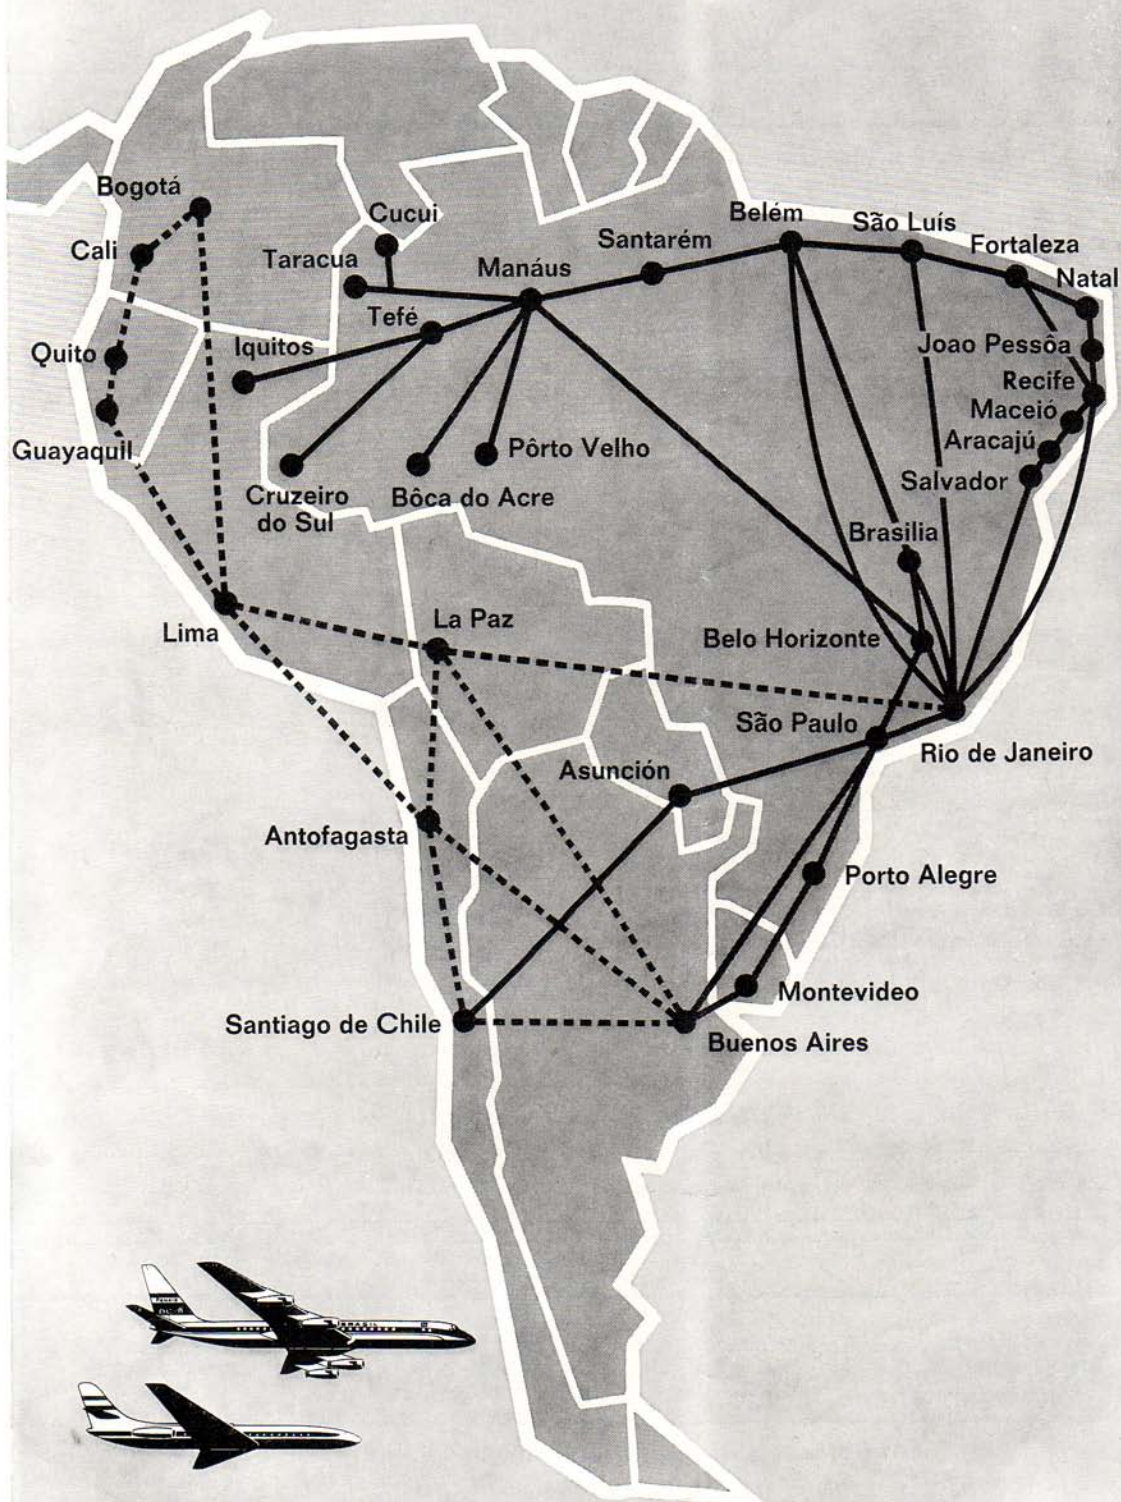 Bogotá
Cucui
Belém
São Luís
Cali
Taracua
Santarém
Fortaleza
Manáus
Natal
Tefé
Quito
Iquitos
Joao Pessôa
Recife
Maceió
Guayaquil
Aracajú
Pôrto Velho
Salvador
Cruzeiro
do Sul
Bôca do Acre
Brasilia
Lima
La Paz
Belo Horizonte
São Paulo
Rio de Janeiro
Asunción
Antofagasta
Porto Alegre
Montevideo
Santiago de Chile
Buenos Aires
PANAIR
DC-8
BRASIL